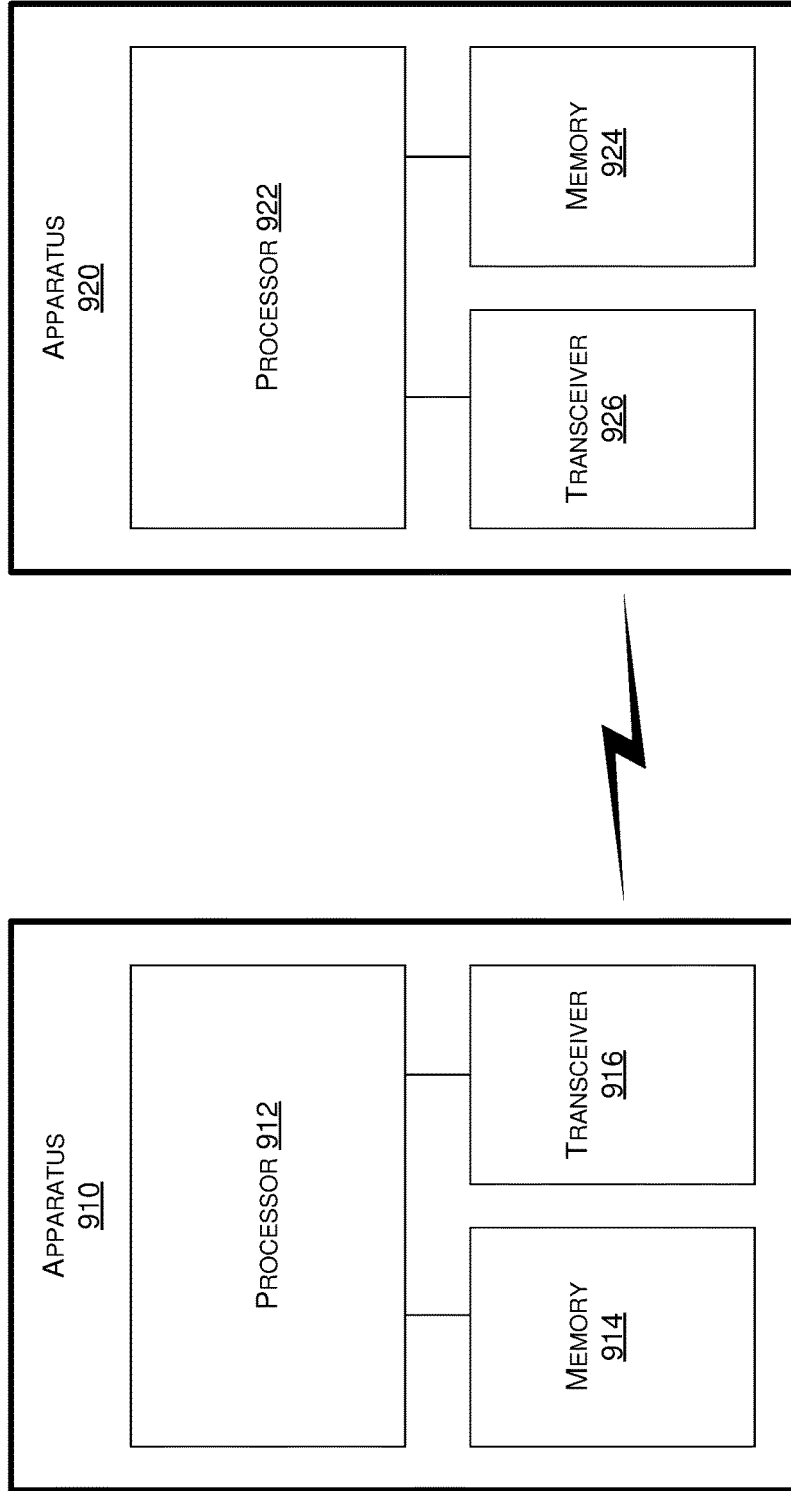 APPARATUS
910
PROCESSOR 912
MEMORY
914
TRANSCEIVER
916
APPARATUS
920
PROCESSOR 922
TRANSCEIVER
926
MEMORY
924